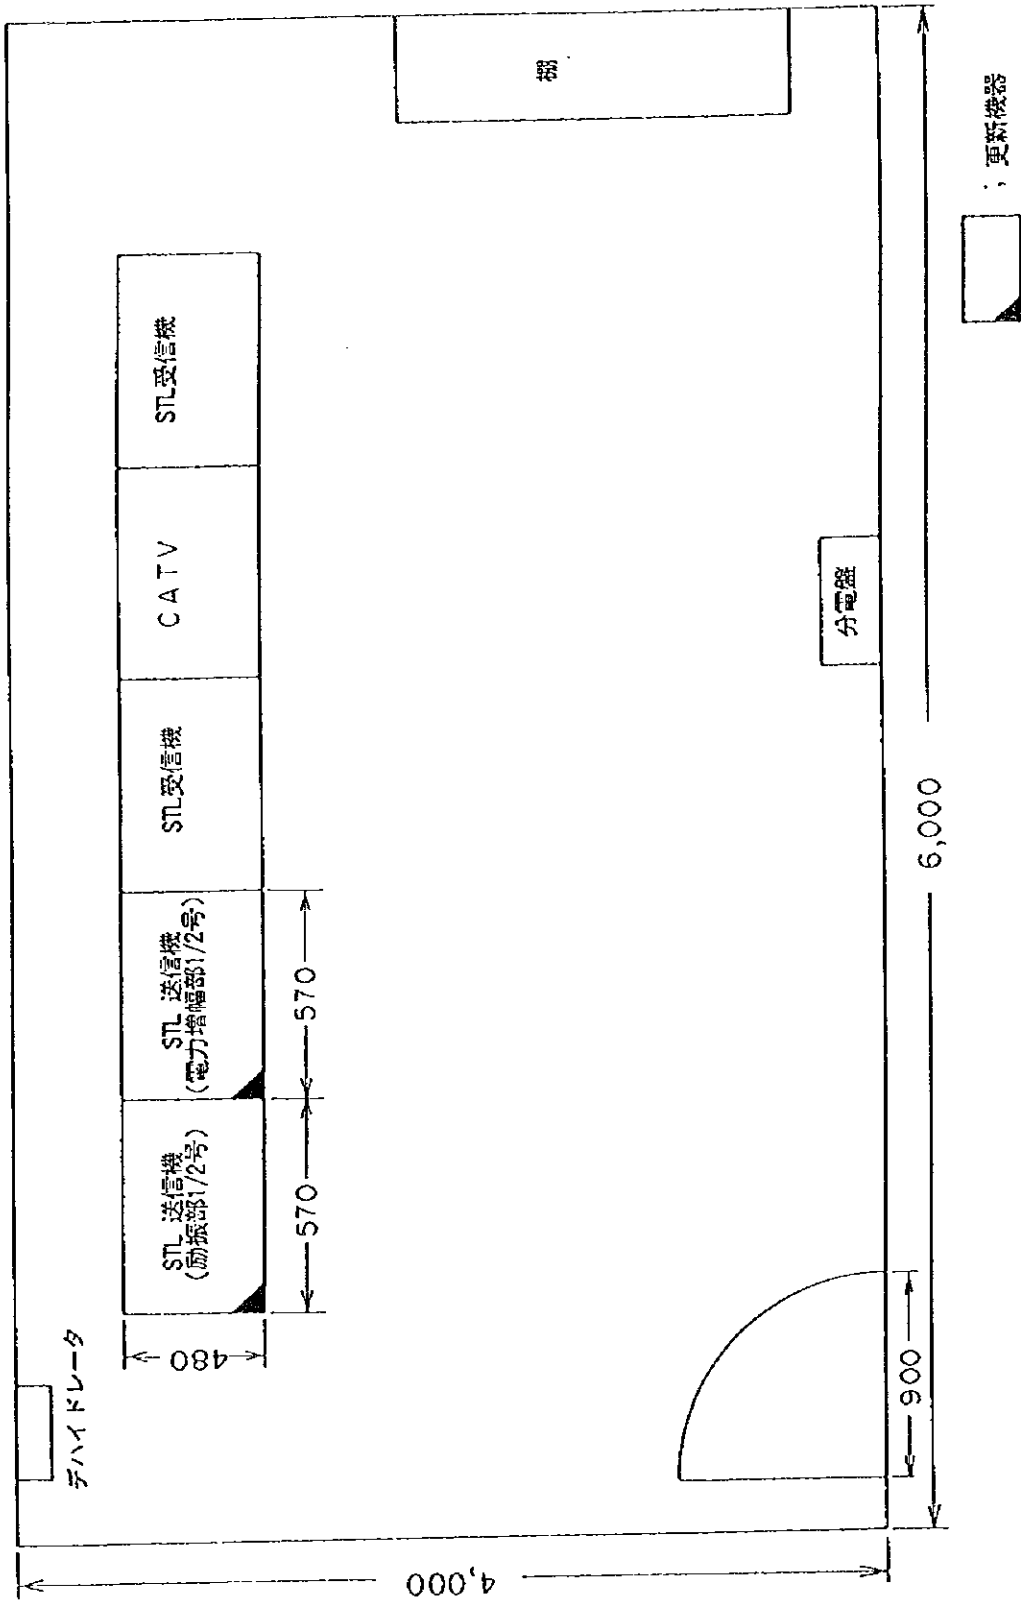 デハイドレータ
棚
STL 送信機
(励振部1/2号)
STL 送信機
(電力増幅部1/2号)
STL受信機
CATV
STL受信機
480
570
570
分電盤
900
6,000
4,000
; 更新機器